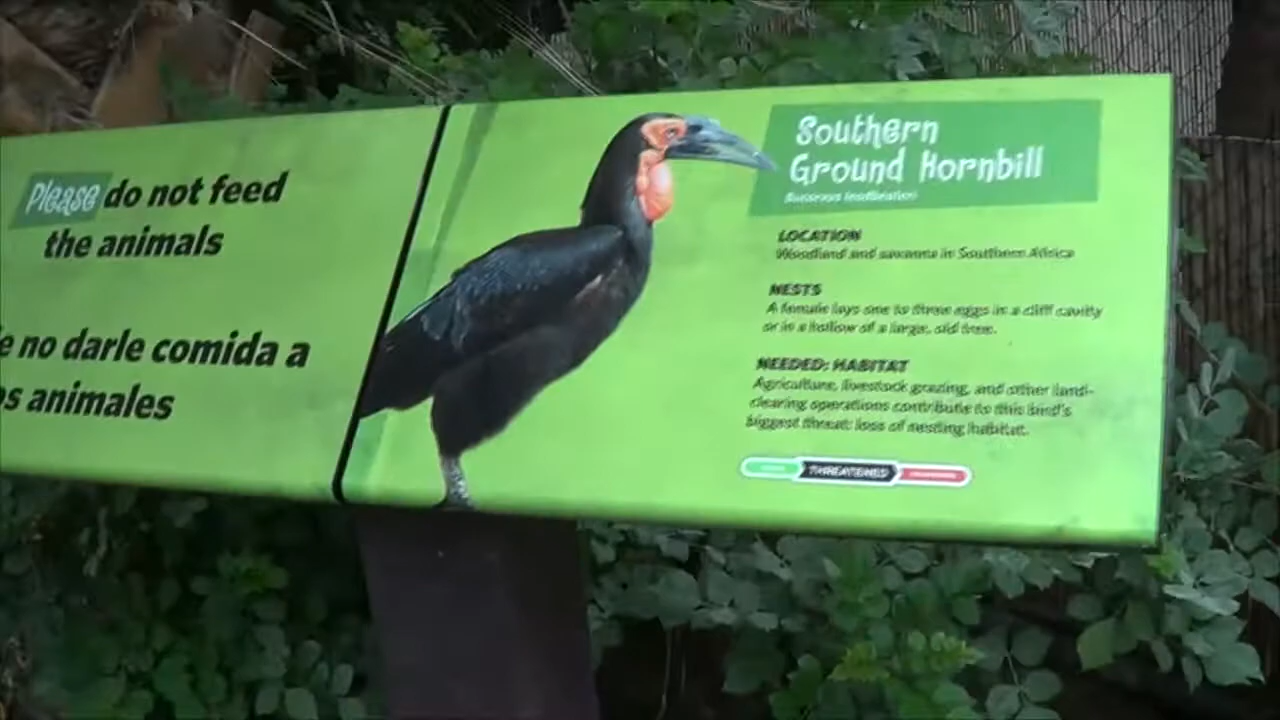 Please do not feed
the animals
e no darle comida a
os animales
Southern
Ground Hornbill
Bucorvus leadbeateri
LOCATION
Woodland and savanna in Southern Africa
NESTS
A female lays one to three eggs in a cliff cavity
or in a hollow of a large, old tree.
NEEDED: HABITAT
Agriculture, livestock grazing, and other land-
clearing operations contribute to this bird's
biggest threat: loss of nesting habitat.
THREATENED